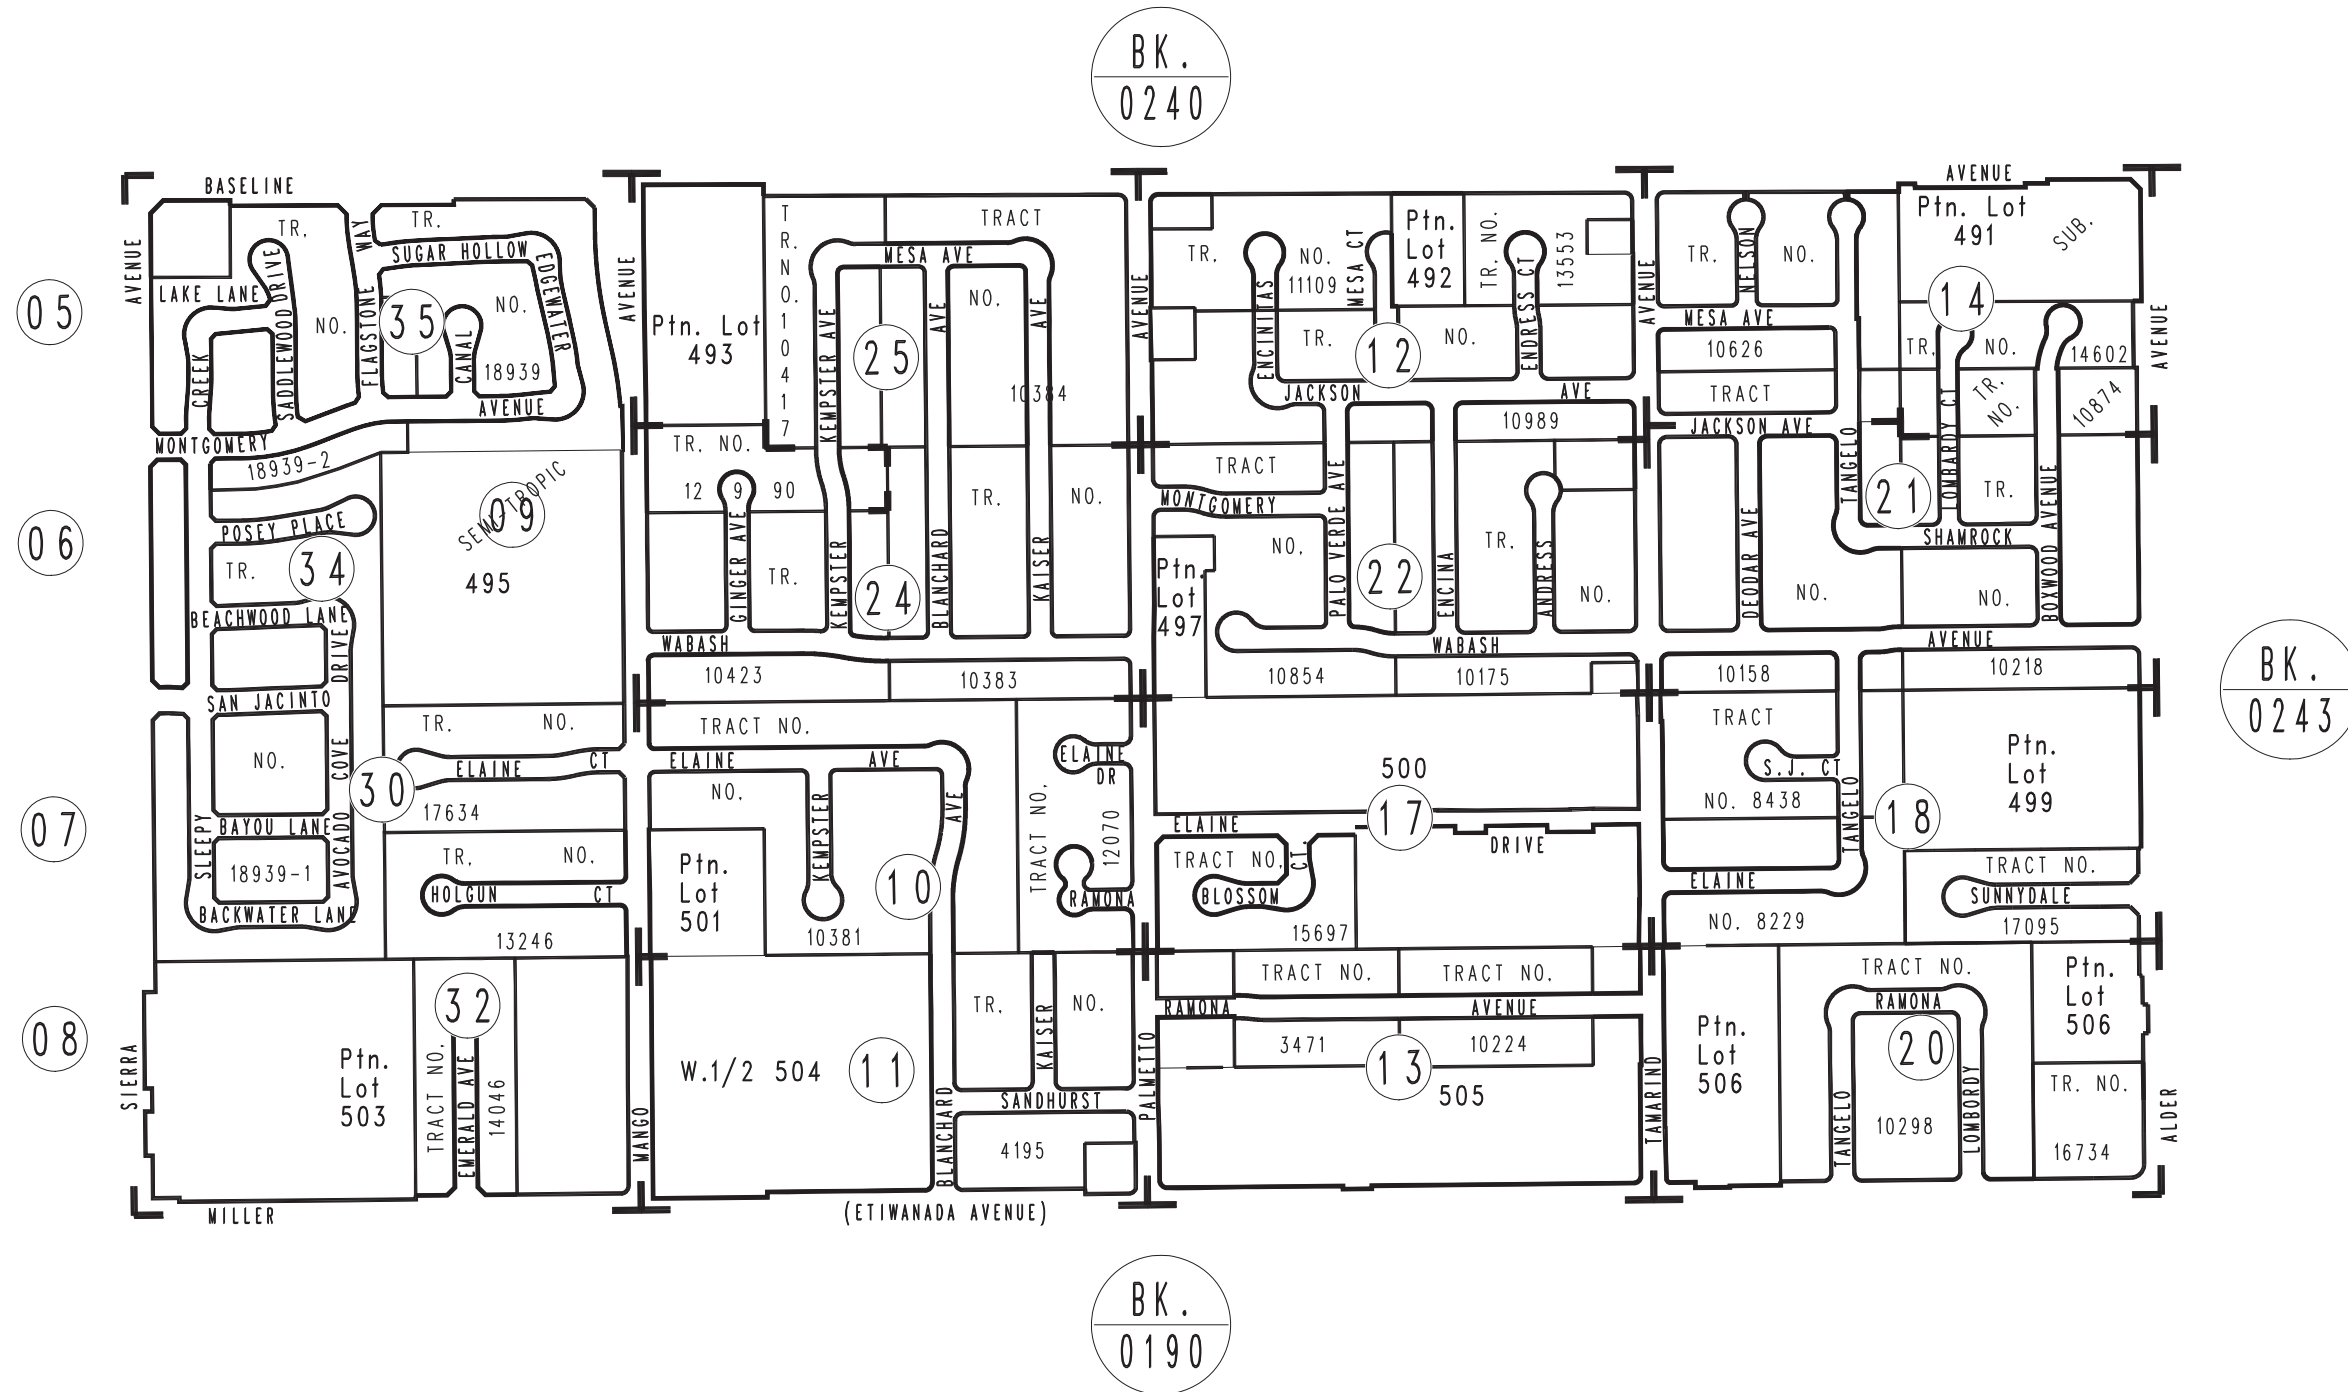 BK.
0240
BASELINE
AVENUE
AVENUE
AVENUE
AVENUE
AVENUE
AVENUE
05
06
07
08
TR.
NO.
LAKE LANE
SADDLEWOOD DRIVE
CREEK
FLAGSTONE WAY
TR.
SUGAR HOLLOW
EDGEWATER
35
NO.
CANAL
18939
AVENUE
MONTGOMERY
18939-2
SEMI-TROPIC
09
495
POSEY PLACE
TR.
34
BEACHWOOD LANE
DRIVE
SAN JACINTO
NO.
AVOCADO COVE
SLEEPY
BAYOU LANE
18939-1
BACKWATER LANE
TR. NO.
30
ELAINE CT
17634
TR. NO.
HOLGUN CT
13246
32
Ptn.
Lot
503
TRACT NO.
EMERALD AVE
14046
SIERRA
MILLER
MANGO
Ptn. Lot
493
TR. NO. 10417
TRACT
MESA AVE
KEMPSTER AVE
25
AVE
NO.
AVE
10384
TR. NO.
12 9 90
GINGER AVE
TR.
KEMPSTER
24
BLANCHARD
TR.
KAISER
NO.
WABASH
10423
10383
TRACT NO.
ELAINE AVE
NO.
KEMPSTER
AVE
Ptn.
Lot
501
10
10381
TRACT NO.
ELAINE
DR
12070
RAMONA
TR.
KAISER
NO.
W.1/2 504
11
BLANCHARD
SANDHURST
4195
PALMETTO
(ETIWANADA AVENUE)
TR.
NO.
11109
ENCINITAS
MESA CT
Ptn.
Lot
492
TR. NO.
ENDRESS CT
13553
TR.
12
NO.
JACKSON AVE
10989
TRACT
MONTGOMERY
NO.
PALO VERDE AVE
22
ENCINA
TR.
ANDRESS
NO.
Ptn.
Lot
497
WABASH
10854
10175
500
17
ELAINE
DRIVE
TRACT NO.
BLOSSOM
CT.
15697
TRACT NO.
TRACT NO.
RAMONA AVENUE
3471
13
10224
505
TAMARIND
TR.
NELSON
NO.
Ptn. Lot
491
SUB.
14
MESA AVE
10626
TRACT
JACKSON AVE
TR. NO.
14602
LOMBARDY CT
TR.
NO.
10874
TANGELO
21
TR.
BOXWOOD AVENUE
SHAMROCK
DEODAR AVE
NO.
NO.
AVENUE
10158
10218
TRACT
S.J. CT
NO. 8438
TANGELO
18
Ptn.
Lot
499
ELAINE
TRACT NO.
SUNNYDALE
NO. 8229
17095
TRACT NO.
RAMONA
20
Ptn.
Lot
506
Ptn.
Lot
506
TANGELO
10298
LOMBORDY
TR. NO.
16734
ALDER
BK.
0243
BK.
0190